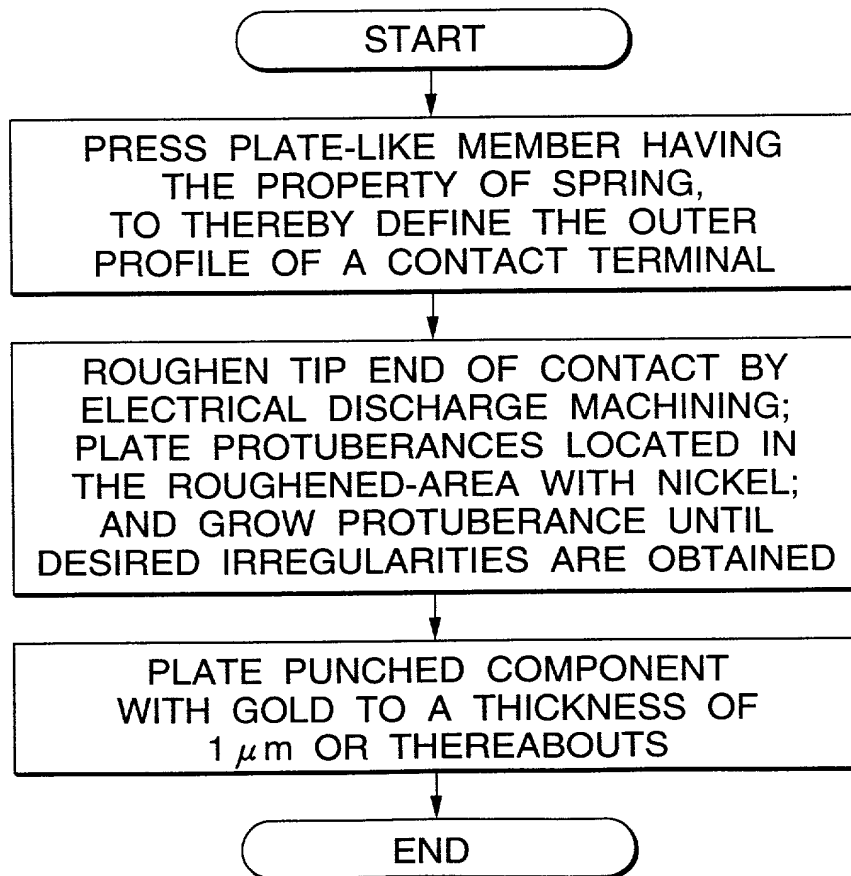 START
PRESS PLATE-LIKE MEMBER HAVING
THE PROPERTY OF SPRING,
TO THEREBY DEFINE THE OUTER
PROFILE OF A CONTACT TERMINAL
ROUGHEN TIP END OF CONTACT BY
ELECTRICAL DISCHARGE MACHINING;
PLATE PROTUBERANCES LOCATED IN
THE ROUGHENED-AREA WITH NICKEL;
AND GROW PROTUBERANCE UNTIL
DESIRED IRREGULARITIES ARE OBTAINED
PLATE PUNCHED COMPONENT
WITH GOLD TO A THICKNESS OF
1 μm OR THEREABOUTS
END